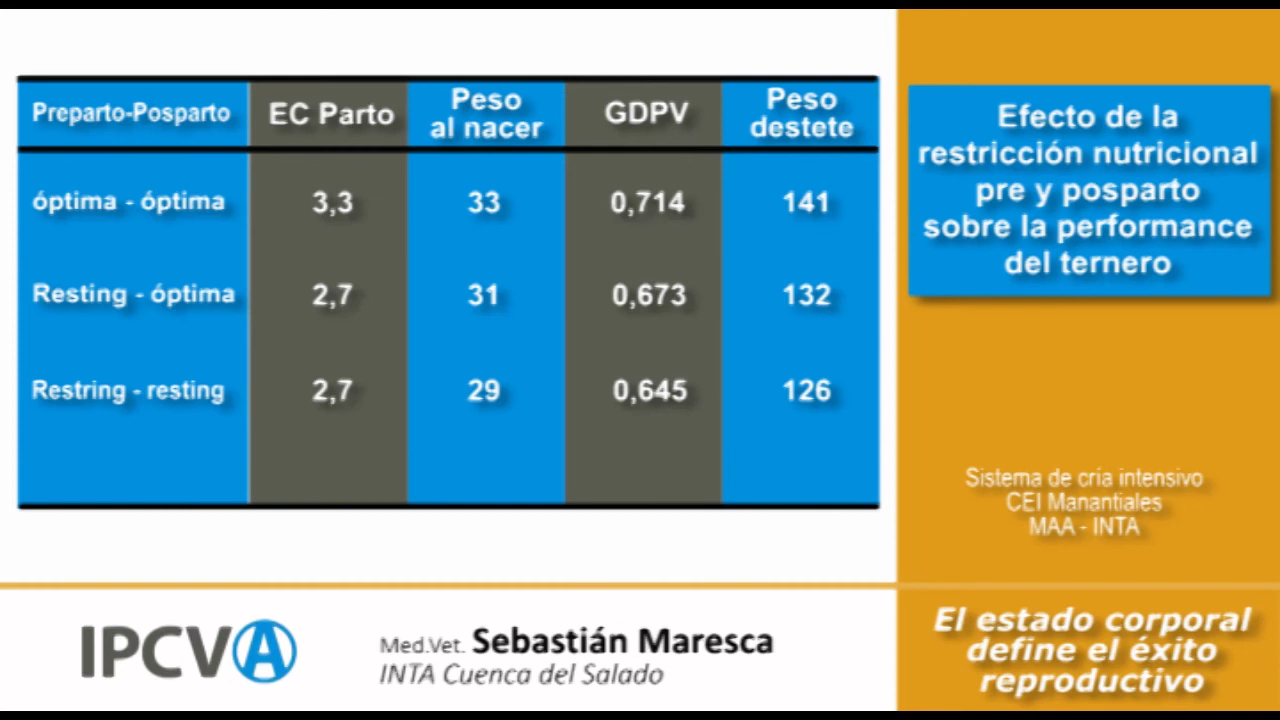 Preparto-Posparto EC Parto Peso al nacer GDPV Peso destete
óptima - óptima 3,3 33 0,714 141
Resting - óptima 2,7 31 0,673 132
Restring - resting 2,7 29 0,645 126
Efecto de la
restricción nutricional
pre y posparto
sobre la performance
del ternero
Sistema de cría intensivo
CEI Manantiales
MAA - INTA
IPCVA
Med.Vet. Sebastián Maresca
INTA Cuenca del Salado
El estado corporal
define el éxito
reproductivo